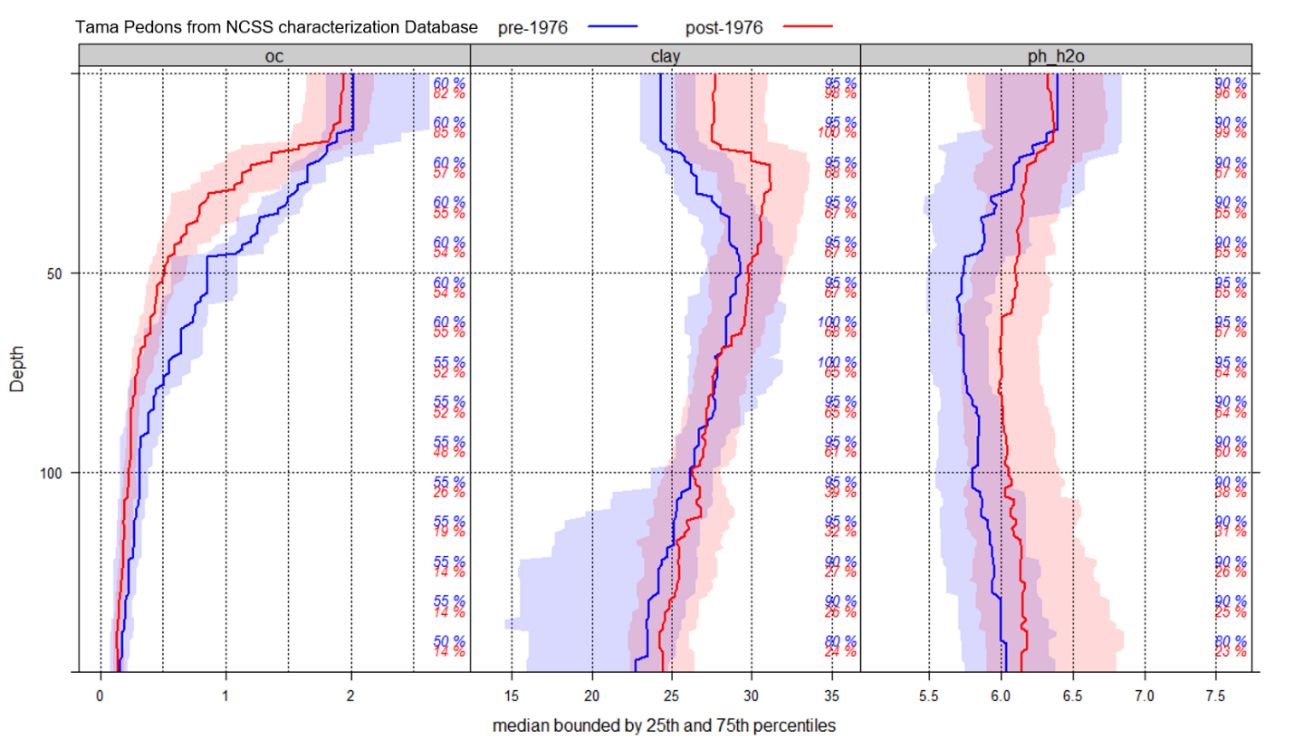 Tama Pedons from NCSS characterization Database pre-1976 post-1976
oc clay ph_h2o
60 % 95 % 90 %
82 % 98 % 96 %
60 % 95 % 90 %
85 % 100 % 99 %
60 % 95 % 90 %
57 % 68 % 67 %
60 % 95 % 90 %
55 % 67 % 65 %
60 % 95 % 90 %
54 % 67 % 65 %
50
60 % 95 % 95 %
54 % 67 % 65 %
60 % 100 % 95 %
55 % 68 % 67 %
Depth
55 % 100 % 95 %
52 % 65 % 64 %
55 % 95 % 90 %
52 % 65 % 64 %
55 % 95 % 90 %
48 % 61 % 60 %
100
55 % 95 % 90 %
26 % 39 % 38 %
55 % 95 % 90 %
19 % 32 % 31 %
55 % 90 % 90 %
14 % 27 % 26 %
55 % 90 % 90 %
14 % 26 % 25 %
50 % 80 % 80 %
14 % 24 % 23 %
0 1 2 15 20 25 30 35 5.5 6.0 6.5 7.0 7.5
median bounded by 25th and 75th percentiles